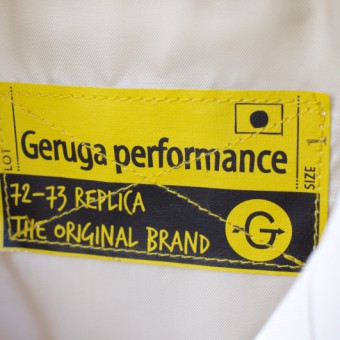 LOT
Geruga performance
SIZE 1
72-73 REPLICA
THE ORIGINAL BRAND
G